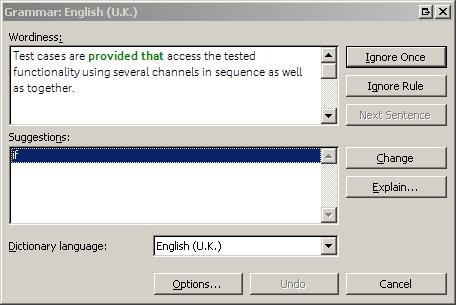 Grammar: English (U.K.)
Wordiness:
Test cases are provided that access the tested
functionality using several channels in sequence as well
as together.
Ignore Once
Ignore Rule
Next Sentence
Suggestions:
if
Change
Explain...
Dictionary language:
English (U.K.)
Options...
Undo
Cancel